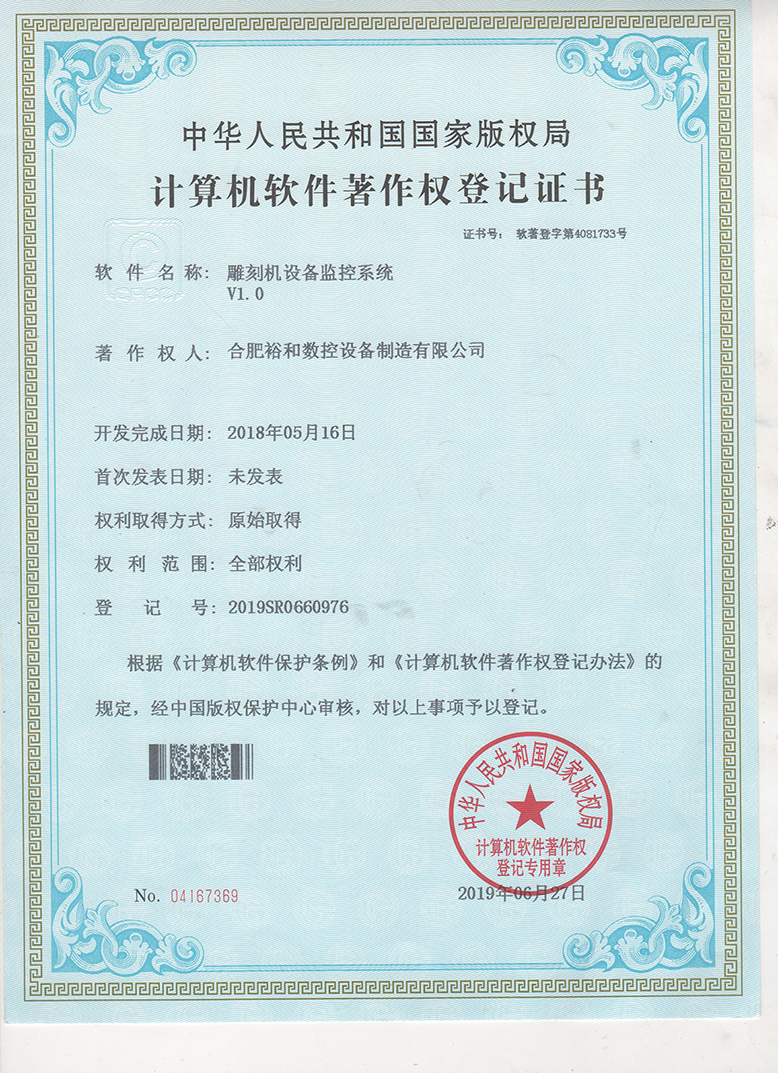 中华人民共和国国家版权局
计算机软件著作权登记证书
证书号： 软著登字第4081733号
软件名称： 雕刻机设备监控系统
V1.0
著作权人： 合肥裕和数控设备制造有限公司
开发完成日期： 2018年05月16日
首次发表日期： 未发表
权利取得方式： 原始取得
权利范围： 全部权利
登记号： 2019SR0660976
根据《计算机软件保护条例》和《计算机软件著作权登记办法》的
规定，经中国版权保护中心审核，对以上事项予以登记。
中华人民共和国国家版权局
计算机软件著作权
登记专用章
No. 04167369
2019年06月27日